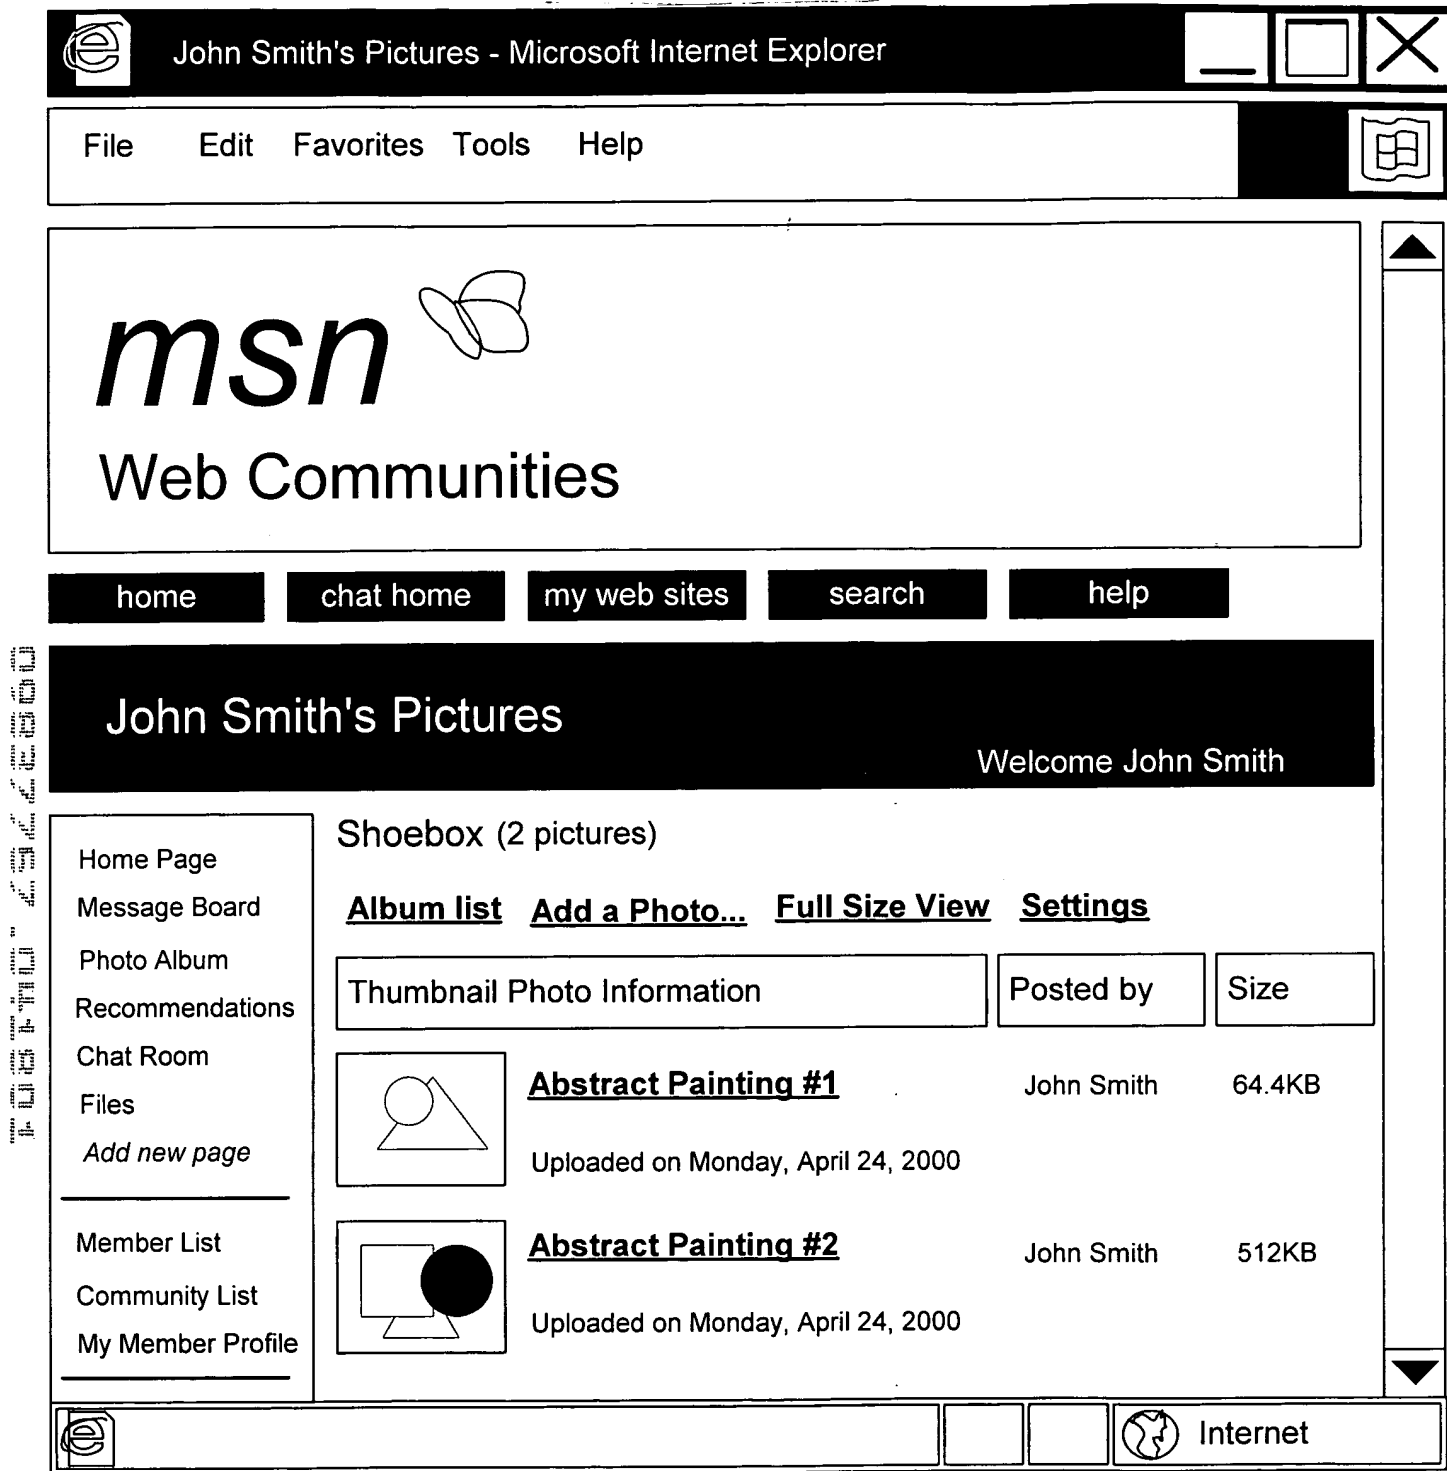 John Smith's Pictures - Microsoft Internet Explorer
File Edit Favorites Tools Help
msn
Web Communities
home chat home my web sites search help
John Smith's Pictures
Welcome John Smith
Home Page
Message Board
Photo Album
Recommendations
Chat Room
Files
Add new page
Member List
Community List
My Member Profile
Shoebox (2 pictures)
Album list Add a Photo... Full Size View Settings
Thumbnail Photo Information Posted by Size
Abstract Painting #1 John Smith 64.4KB
Uploaded on Monday, April 24, 2000
Abstract Painting #2 John Smith 512KB
Uploaded on Monday, April 24, 2000
Internet